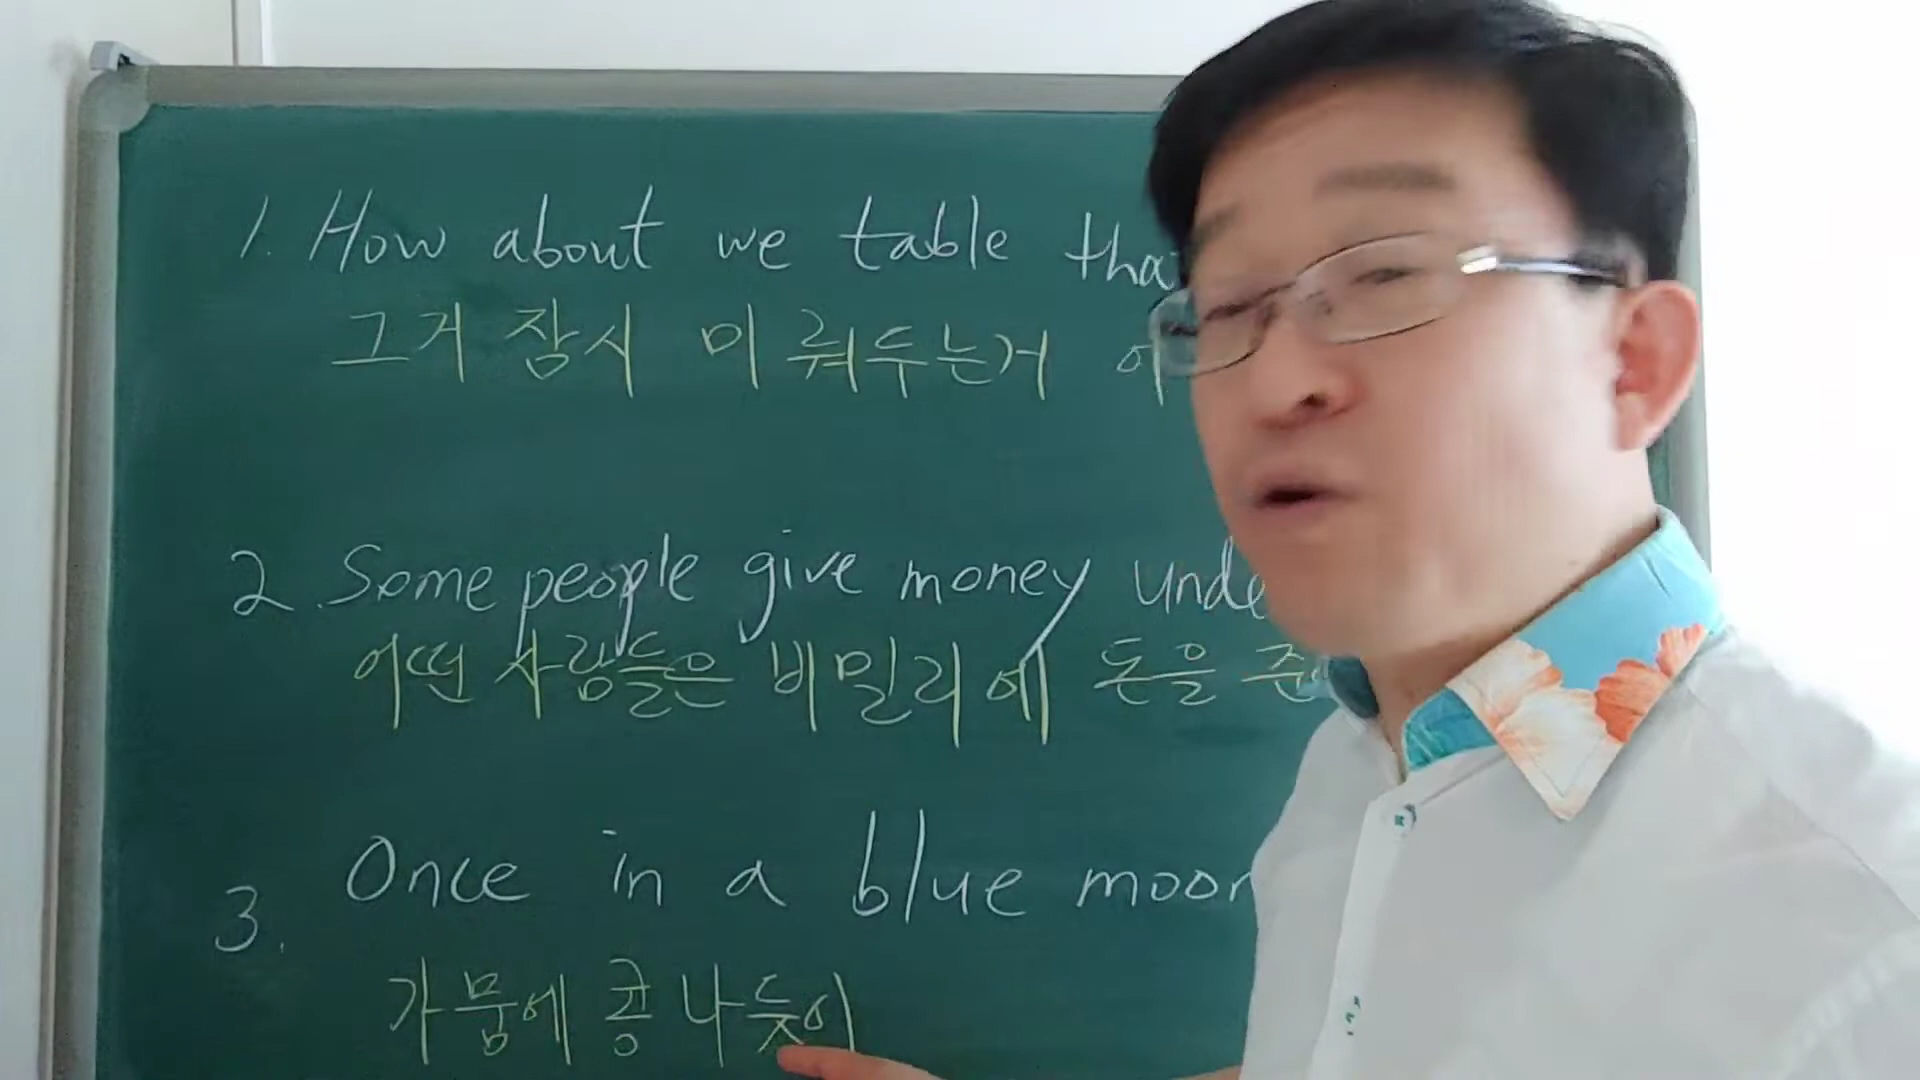 1. How about we table tha
그거 잠시 미뤄두는거 어
2. Some people give money unde
어떤 사람들은 비밀리에 돈을 준
3. Once in a blue moon
가뭄에 콩 나듯이